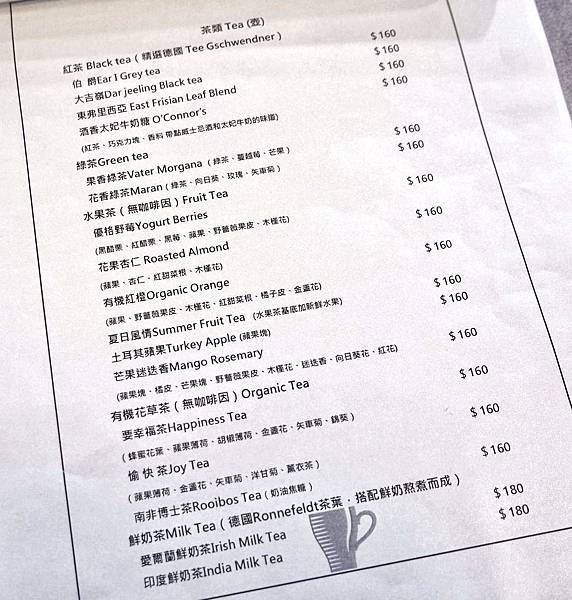 茶類 Tea (壺)
紅茶 Black tea ( 精選德國 Tee Gschwendner )
伯 爵Ear I Grey tea $160
大吉嶺Dar jeeling Black tea $160
東弗里西亞 East Frisian Leaf Blend $160
酒香太妃牛奶糖 O'Connor's $160
(紅茶、巧克力塊、香料 帶點威士忌酒和太妃牛奶的味道)
綠茶Green tea
果香綠茶Vater Morgana ( 綠茶、蔓越莓、芒果 ) $160
花香綠茶Maran ( 綠茶、向日葵、玫瑰、矢車菊 ) $160
水果茶 ( 無咖啡因 ) Fruit Tea
優格野莓Yogurt Berries $160
(黑醋栗、紅醋栗、黑莓、蘋果、野薔薇果皮、木槿花)
花果杏仁 Roasted Almond $160
(蘋果、杏仁、紅甜菜根、木槿花)
有機紅橙Organic Orange $160
(蘋果、野薔薇果皮、木槿花、紅甜菜根、橘子皮、金盞花)
夏日風情Summer Fruit Tea (水果茶基底加新鮮水果) $160
土耳其蘋果Turkey Apple (蘋果塊) $160
芒果迷迭香Mango Rosemary $160
(蘋果塊、橘皮、芒果塊、野薔薇果皮、木槿花、迷迭香、向日葵花、紅花)
有機花草茶 ( 無咖啡因 ) Organic Tea
要幸福茶Happiness Tea $160
( 蜂蜜花葉、蘋果薄荷、胡椒薄荷、金盞花、矢車菊、錦葵 )
愉 快 茶Joy Tea $160
( 蘋果薄荷、金盞花、矢車菊、洋甘菊、薰衣茶 )
南非博士茶Rooibos Tea ( 奶油焦糖 ) $160
鮮奶茶Milk Tea ( 德國Ronnefeldt茶葉，搭配鮮奶熬煮而成 )
愛爾蘭鮮奶茶Irish Milk Tea $180
印度鮮奶茶India Milk Tea $180